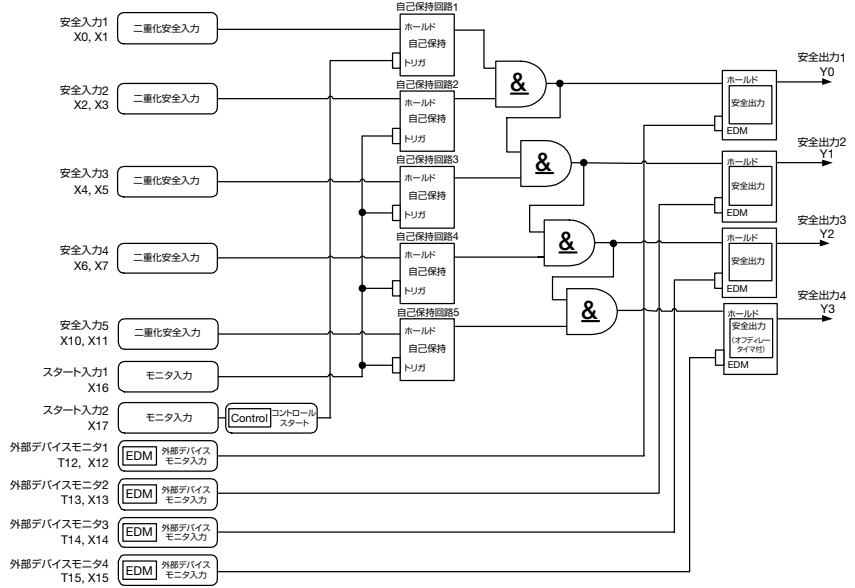 安全入力1
X0, X1
二重化安全入力
安全入力2
X2, X3
二重化安全入力
安全入力3
X4, X5
二重化安全入力
安全入力4
X6, X7
二重化安全入力
安全入力5
X10, X11
二重化安全入力
スタート入力1
X16
モニタ入力
スタート入力2
X17
モニタ入力
Control
コントロール
スタート
外部デバイスモニタ1
T12, X12
EDM
外部デバイス
モニタ入力
外部デバイスモニタ2
T13, X13
EDM
外部デバイス
モニタ入力
外部デバイスモニタ3
T14, X14
EDM
外部デバイス
モニタ入力
外部デバイスモニタ4
T15, X15
EDM
外部デバイス
モニタ入力
自己保持回路1
ホールド
自己保持
トリガ
自己保持回路2
ホールド
自己保持
トリガ
自己保持回路3
ホールド
自己保持
トリガ
自己保持回路4
ホールド
自己保持
トリガ
自己保持回路5
ホールド
自己保持
トリガ
&
&
&
&
ホールド
安全出力
EDM
安全出力1
Y0
ホールド
安全出力
EDM
安全出力2
Y1
ホールド
安全出力
EDM
安全出力3
Y2
ホールド
安全出力
(オフディレー
タイマ付)
EDM
安全出力4
Y3